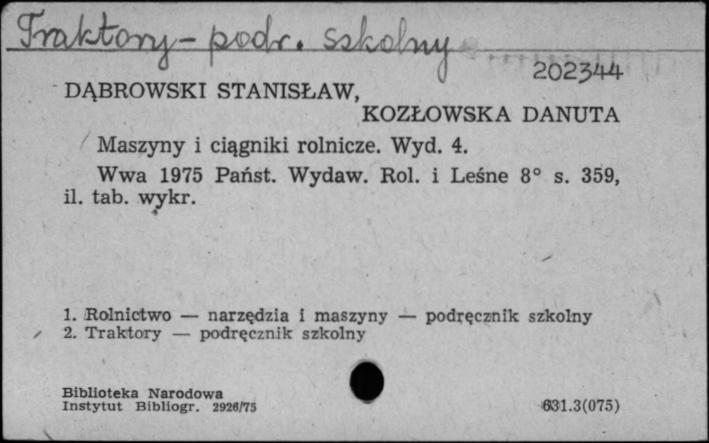 Traktory – podr. szkolny
202344
DĄBROWSKI STANISŁAW,
KOZŁOWSKA DANUTA
Maszyny i ciągniki rolnicze. Wyd. 4.
Wwa 1975 Państ. Wydaw. Rol. i Leśne 8° s. 359,
il. tab. wykr.
1. Rolnictwo — narzędzia i maszyny — podręcznik szkolny
2. Traktory — podręcznik szkolny
Biblioteka Narodowa
Instytut Bibliogr. 2926/75
631.3(075)